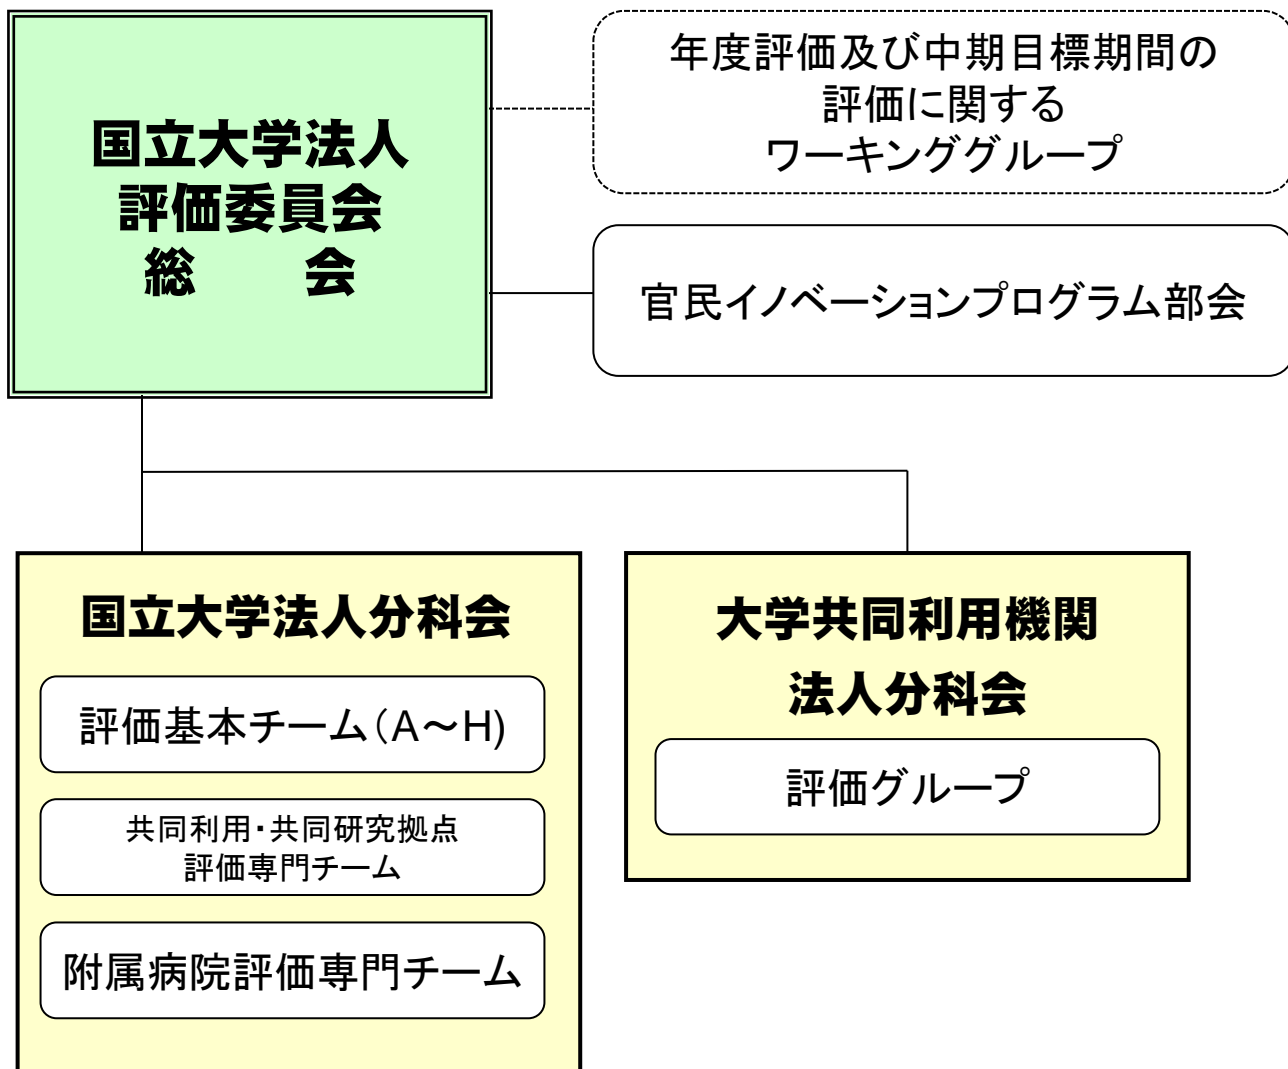 国立大学法人
評価委員会
総　　会
年度評価及び中期目標期間の
評価に関する
ワーキンググループ
官民イノベーションプログラム部会
国立大学法人分科会
評価基本チーム(A～H)
共同利用・共同研究拠点
評価専門チーム
附属病院評価専門チーム
大学共同利用機関
法人分科会
評価グループ